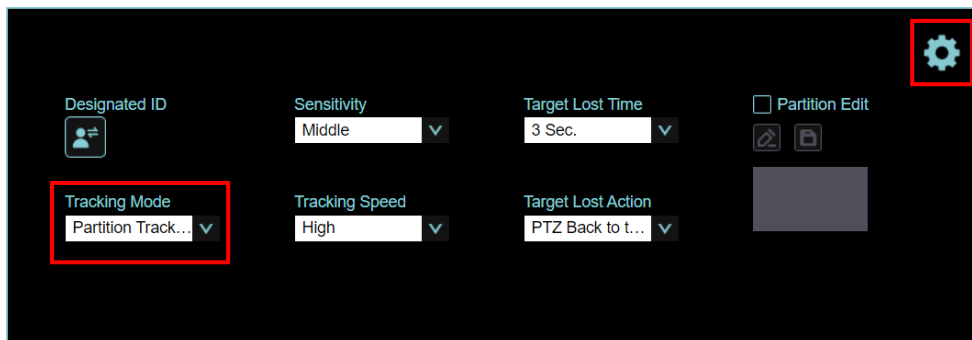 Designated ID
Sensitivity
Middle
Target Lost Time
3 Sec.
Partition Edit
Tracking Mode
Partition Track...
Tracking Speed
High
Target Lost Action
PTZ Back to t...